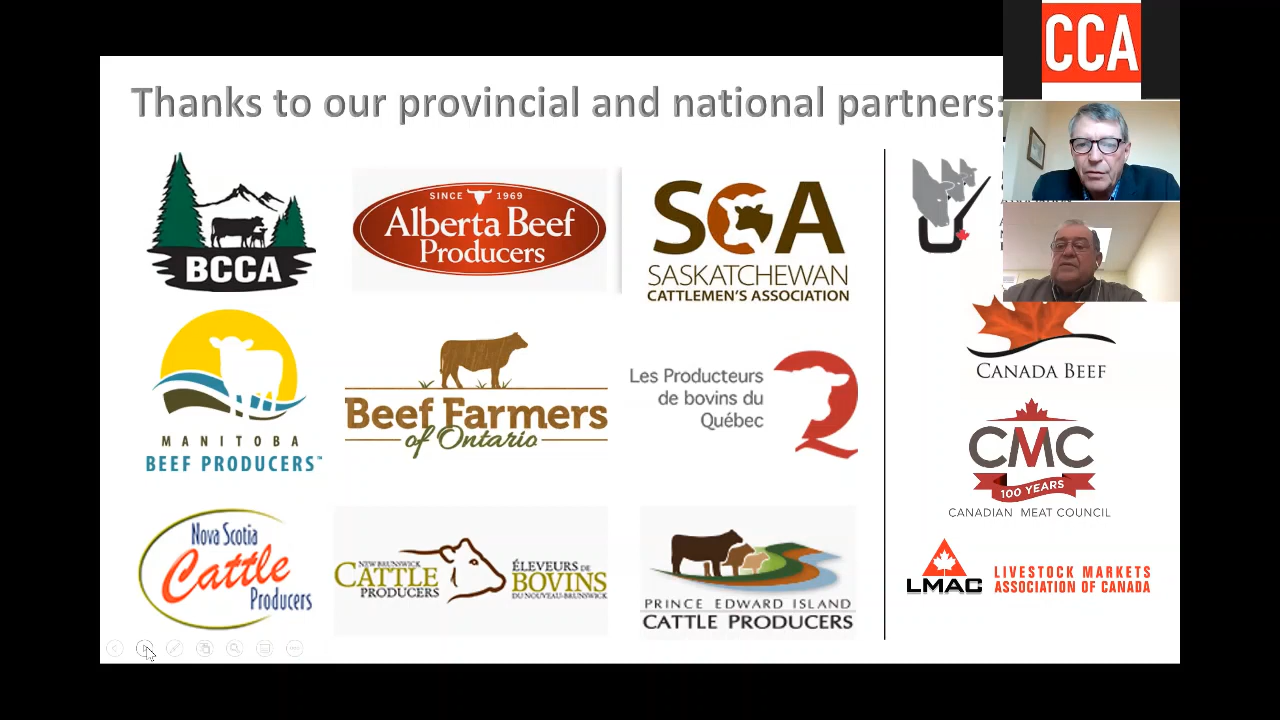 CCA
Thanks to our provincial and national partners:
BCCA
SINCE 1969
Alberta Beef
Producers
SCA
SASKATCHEWAN
CATTLEMEN'S ASSOCIATION
MANITOBA
BEEF PRODUCERS™
Beef Farmers
of Ontario
Les Producteurs
de bovins du
Québec
Nova Scotia
Cattle
Producers
NEW BRUNSWICK
CATTLE
PRODUCERS
ÉLEVEURS DE
BOVINS
DU NOUVEAU-BRUNSWICK
PRINCE EDWARD ISLAND
CATTLE PRODUCERS
CANADA BEEF
CMC
100 YEARS
CANADIAN MEAT COUNCIL
LMAC
LIVESTOCK MARKETS
ASSOCIATION OF CANADA